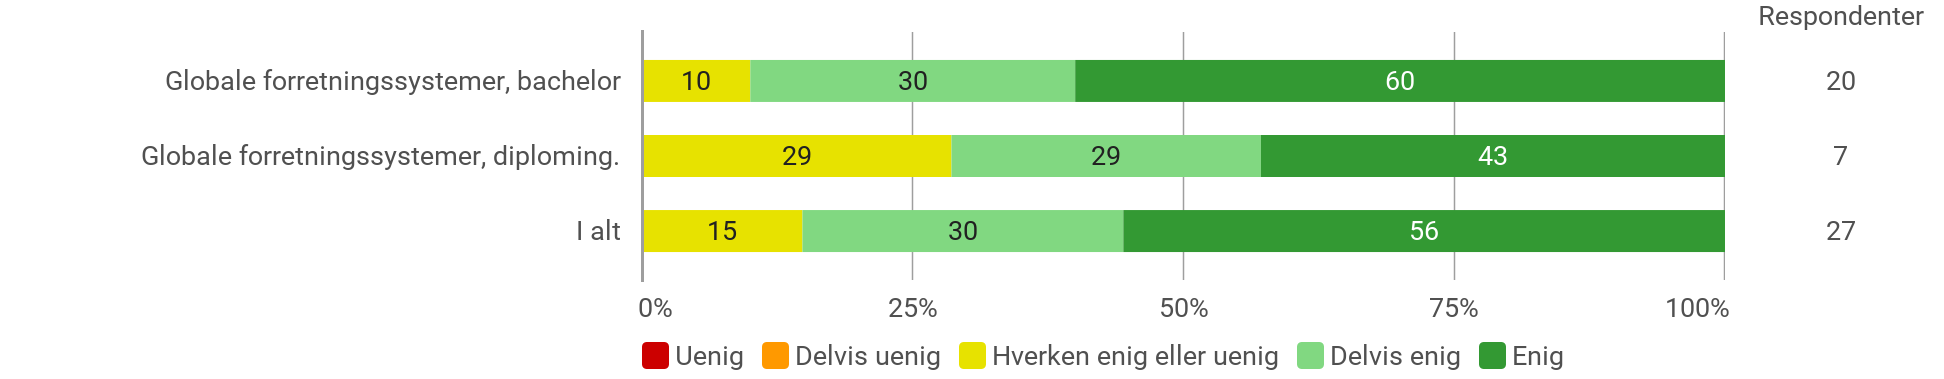 Respondenter
Globale forretningssystemer, bachelor 10 30 60 20
Globale forretningssystemer, diploming. 29 29 43 7
I alt 15 30 56 27
0% 25% 50% 75% 100%
Uenig Delvis uenig Hverken enig eller uenig Delvis enig Enig